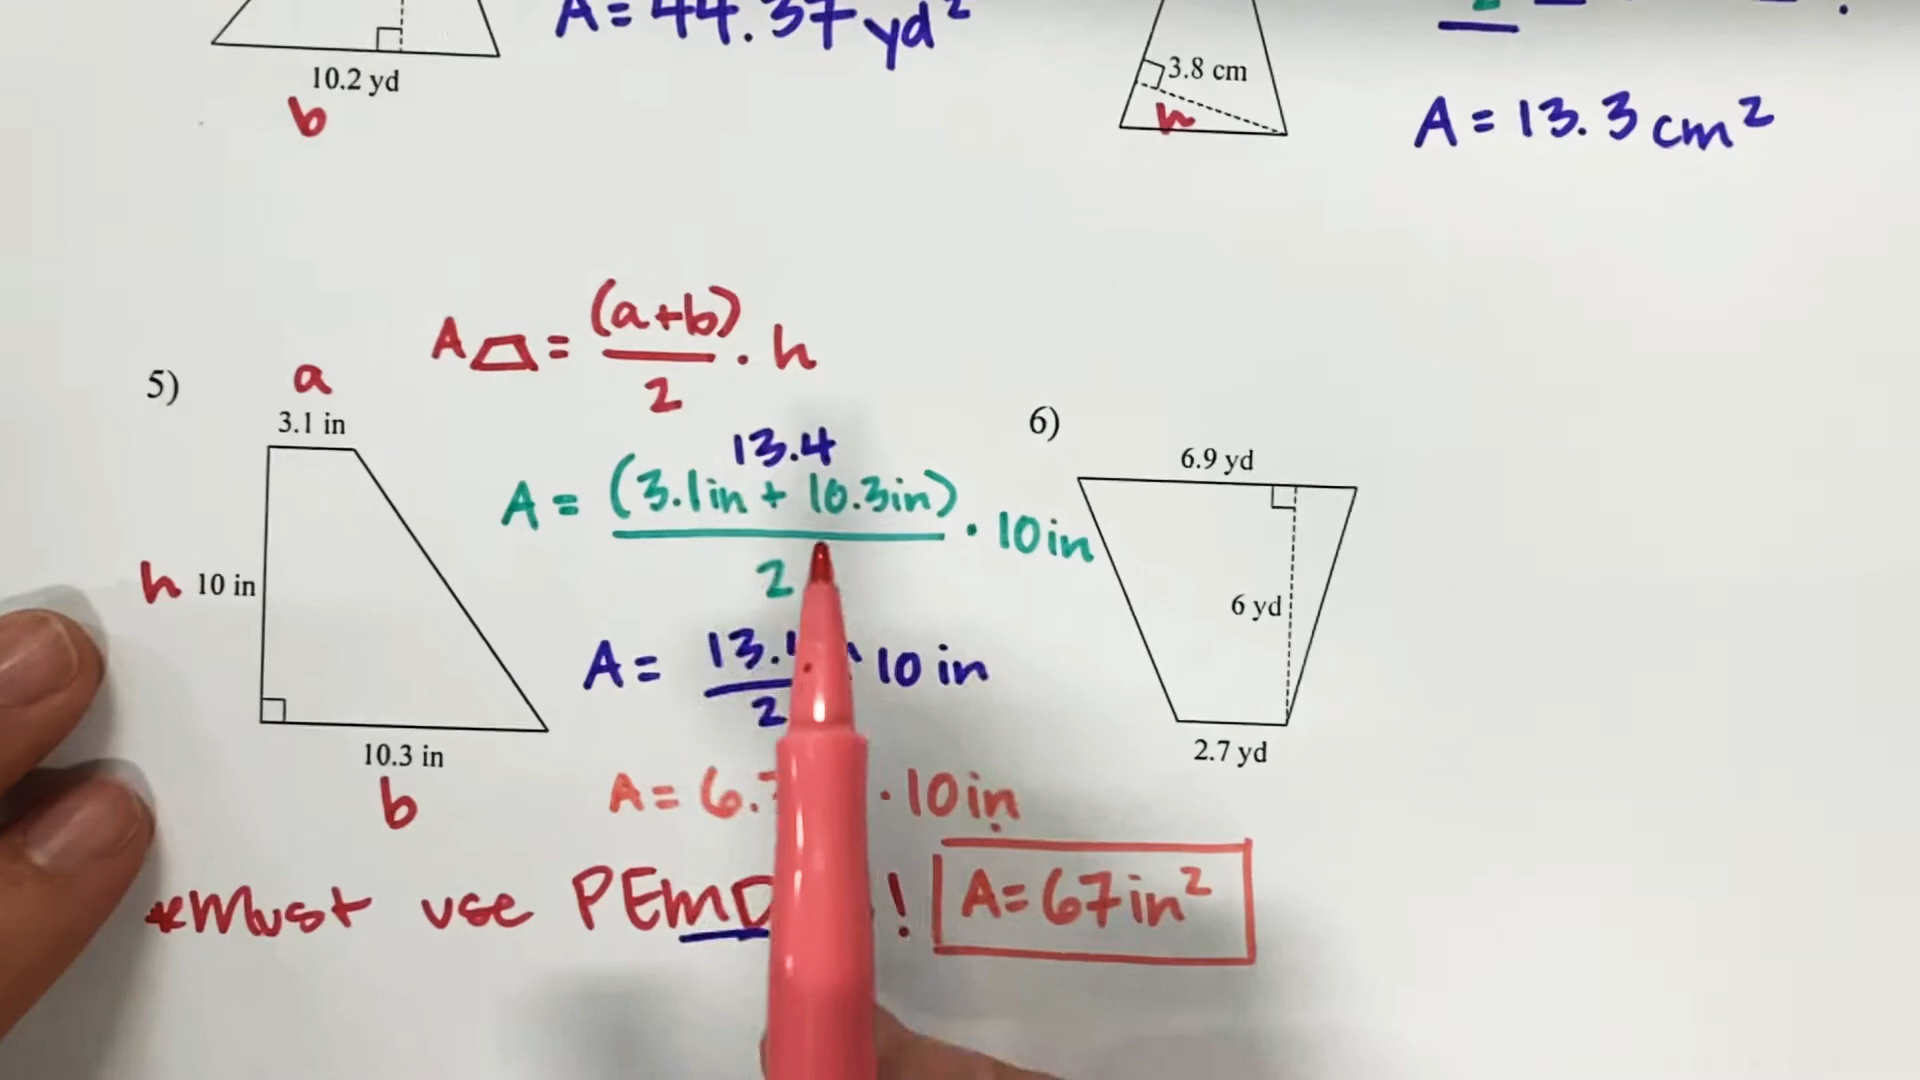 A = 44.37 yd²
10.2 yd
b
3.8 cm
h
A = 13.3 cm²
A = (a+b)/2 · h
5)
a
3.1 in
h 10 in
10.3 in
b
13.4
A = (3.1in + 10.3in)/2 · 10in
A = 13. /2 10 in
A = 6. · 10in
*Must use PEMD !
A = 67in²
6)
6.9 yd
6 yd
2.7 yd